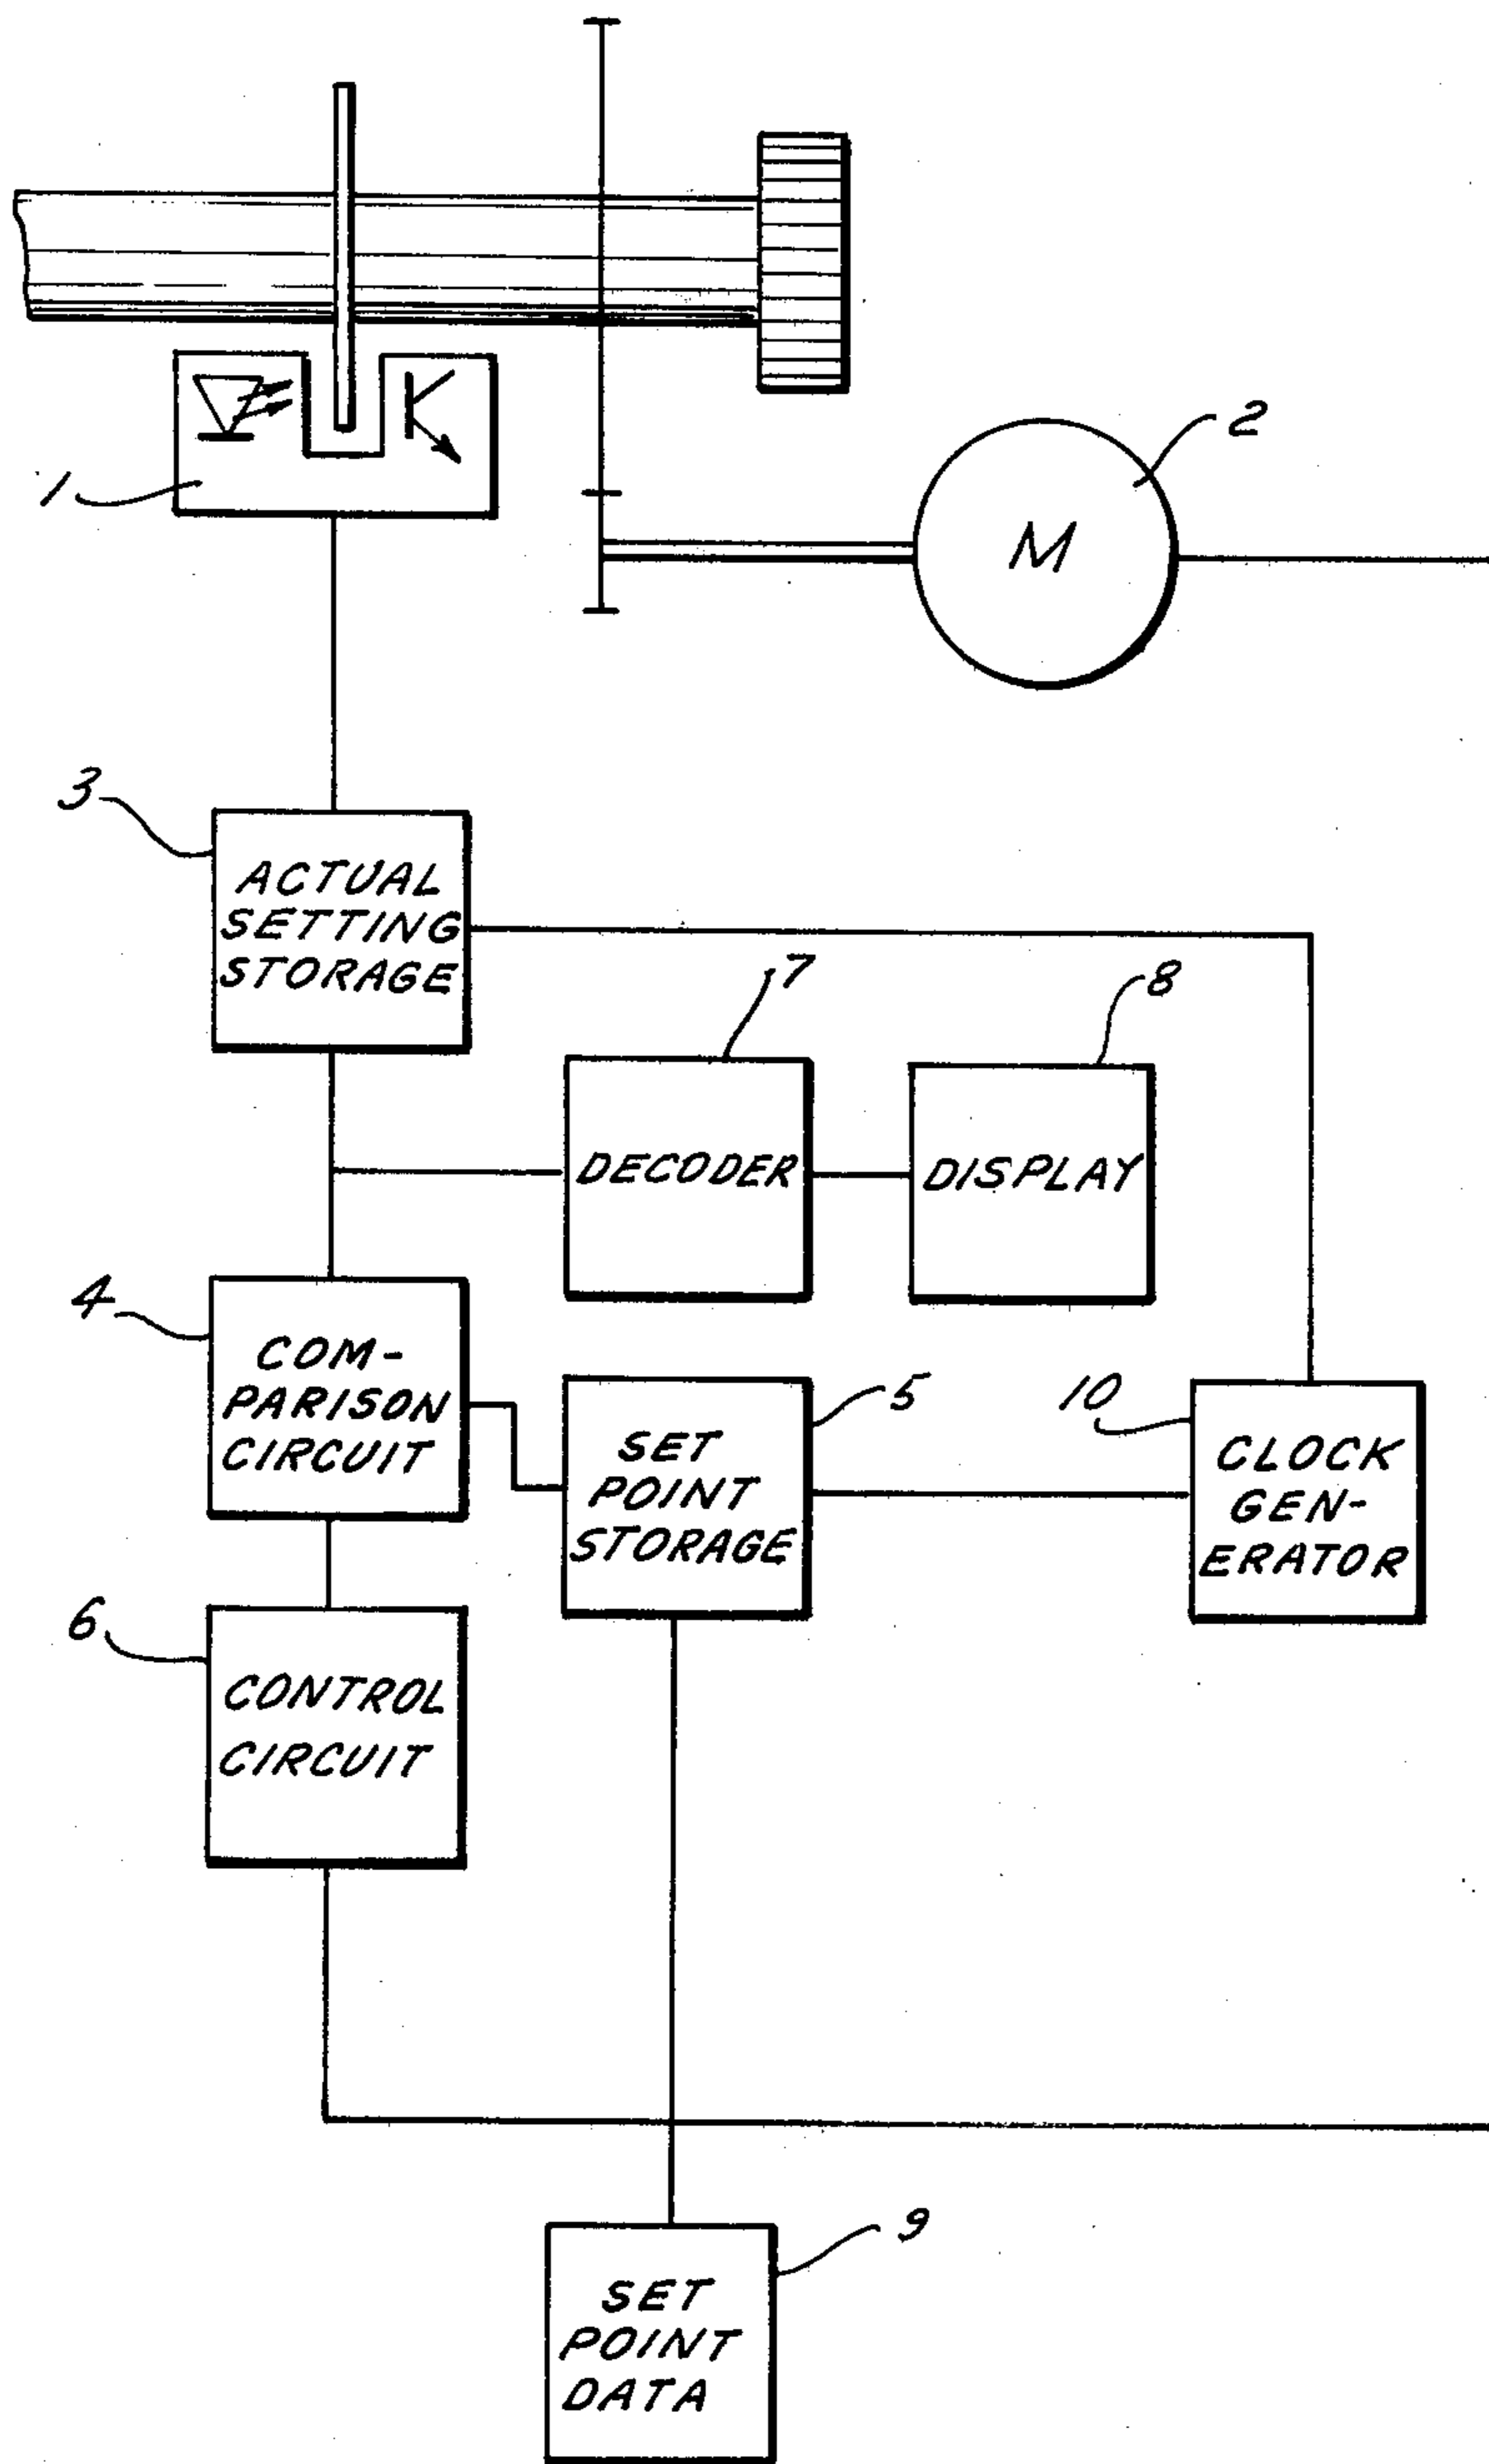 2
M
1
3
ACTUAL
SETTING
STORAGE
7
8
DECODER
DISPLAY
4
COM-
PARISON
CIRCUIT
5
SET
POINT
STORAGE
10
CLOCK
GEN-
ERATOR
6
CONTROL
CIRCUIT
9
SET
POINT
DATA